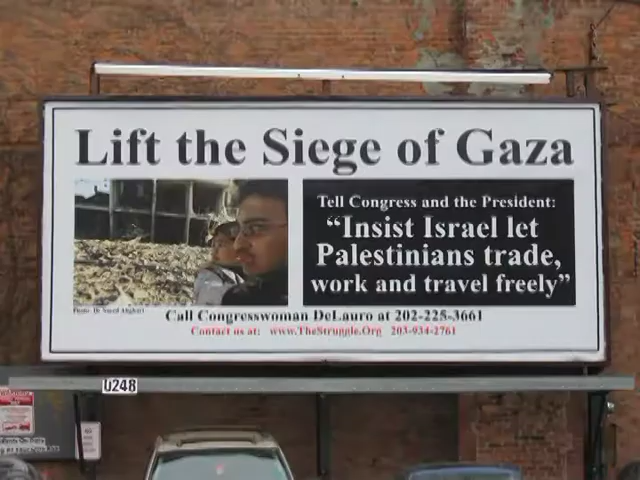 Lift the Siege of Gaza
Tell Congress and the President:
“Insist Israel let
Palestinians trade,
work and travel freely”
Call Congresswoman DeLauro at 202-225-3661
Contact us at: www.TheStruggle.Org 203-934-2761
U248